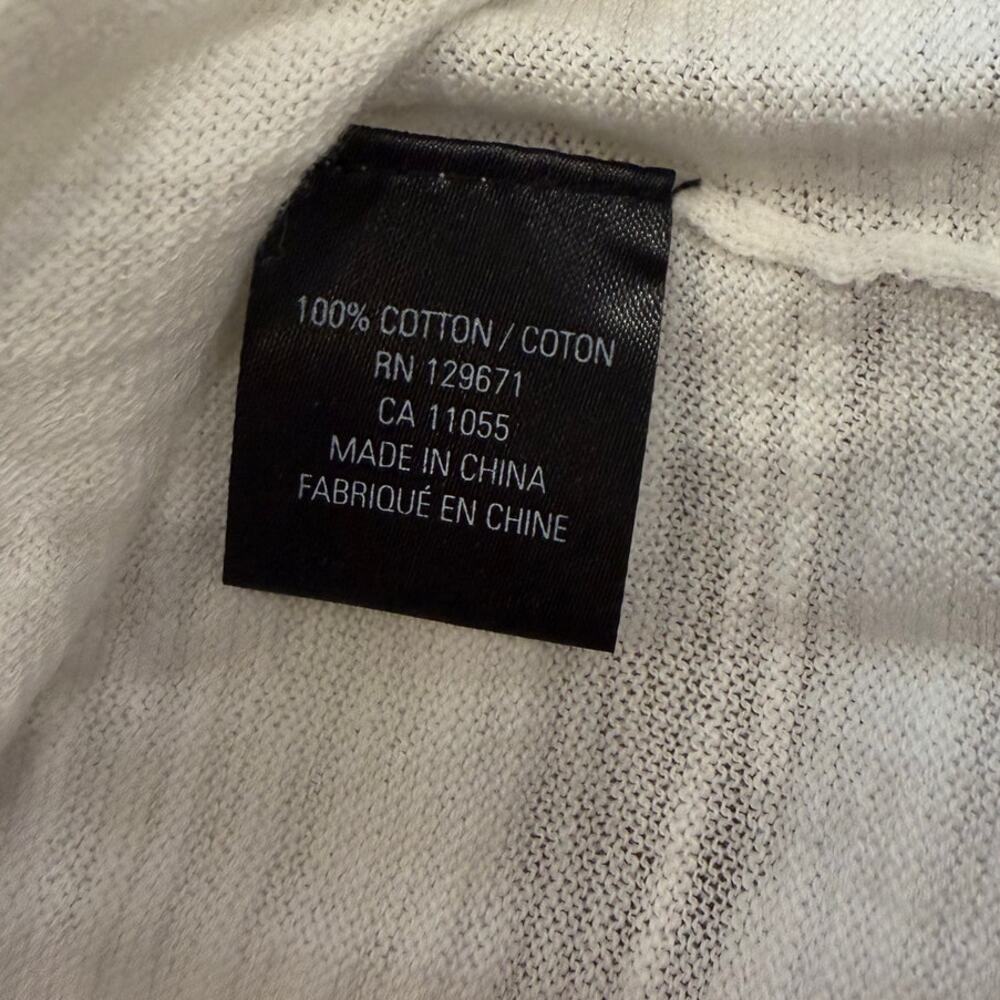 100% COTTON / COTON
RN 129671
CA 11055
MADE IN CHINA
FABRIQUÉ EN CHINE